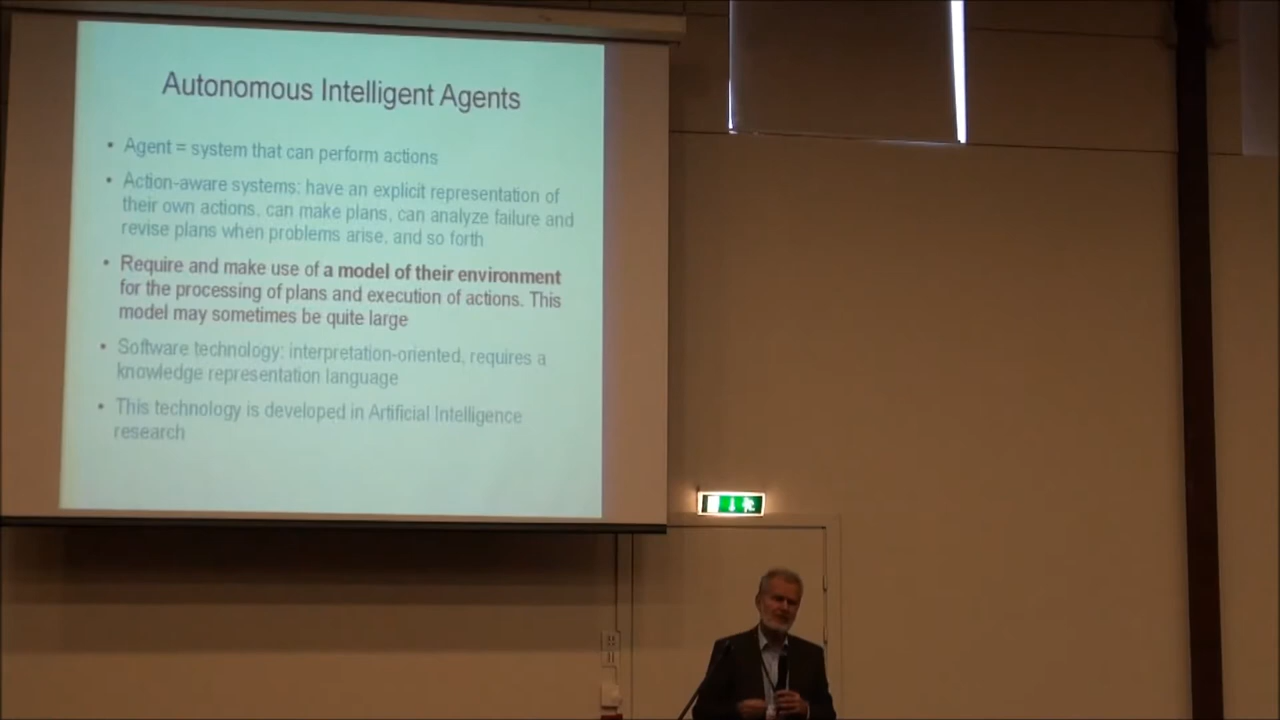 Autonomous Intelligent Agents
• Agent = system that can perform actions
• Action-aware systems: have an explicit representation of
their own actions, can make plans, can analyze failure and
revise plans when problems arise, and so forth
• Require and make use of a model of their environment
for the processing of plans and execution of actions. This
model may sometimes be quite large
• Software technology: interpretation-oriented, requires a
knowledge representation language
• This technology is developed in Artificial Intelligence
research